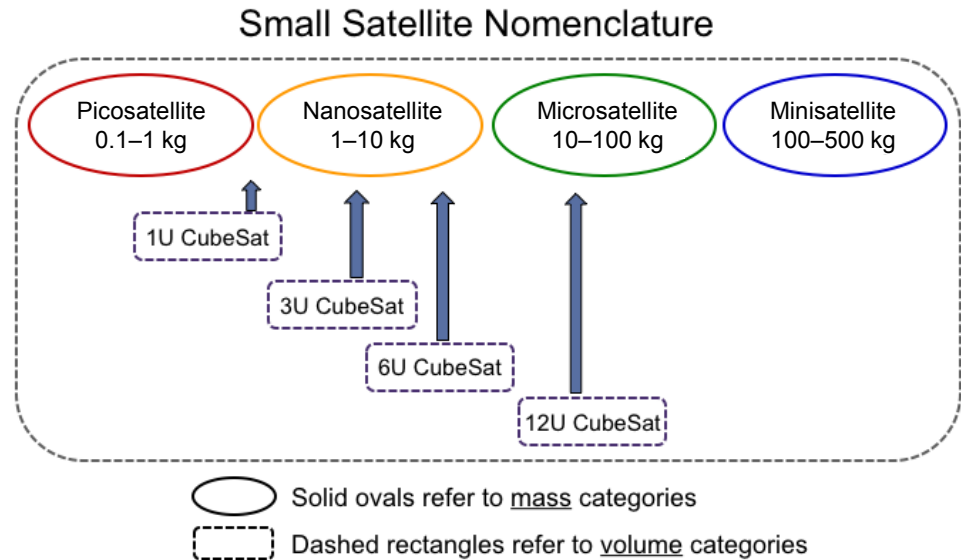 Small Satellite Nomenclature
Picosatellite
0.1–1 kg
Nanosatellite
1–10 kg
Microsatellite
10–100 kg
Minisatellite
100–500 kg
1U CubeSat
3U CubeSat
6U CubeSat
12U CubeSat
Solid ovals refer to mass categories
Dashed rectangles refer to volume categories